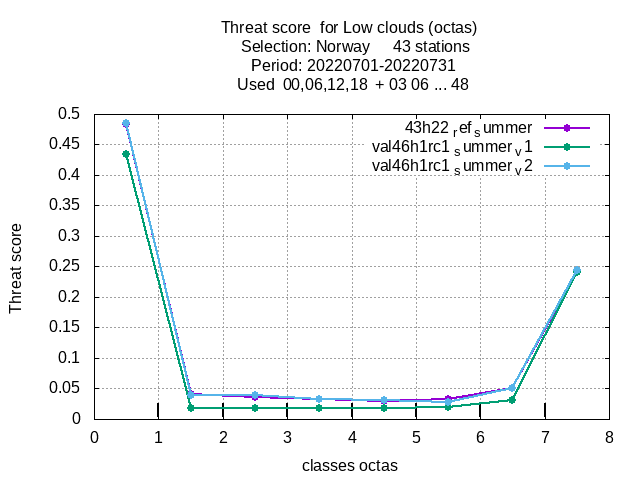 Threat score  for Low clouds (octas)
Selection: Norway     43 stations
Period: 20220701-20220731
Used  00,06,12,18  + 03 06 ... 48
43h22 ref summer
val46h1rc1 summer v1
val46h1rc1 summer v2
0.5
0.45
0.4
0.35
0.3
0.25
0.2
0.15
0.1
0.05
0
Threat score
0 1 2 3 4 5 6 7 8
classes octas